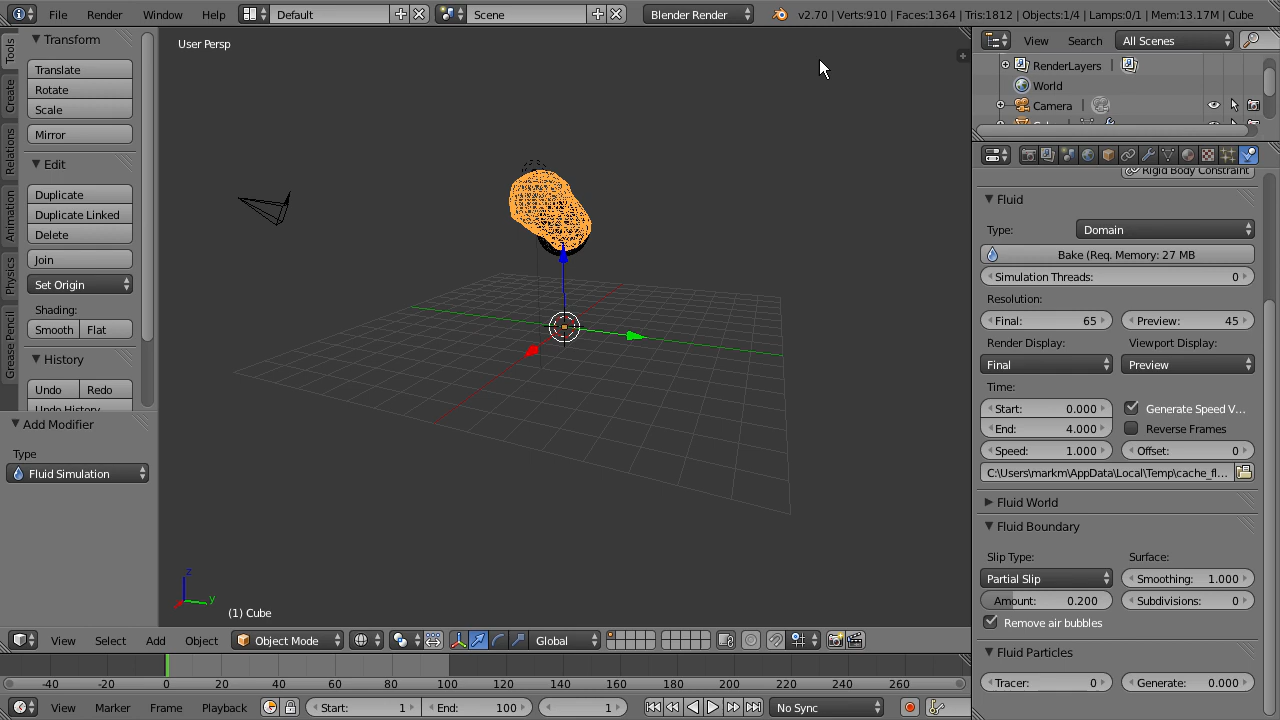 File Render Window Help Default Scene Blender Render v2.70 | Verts:910 | Faces:1364 | Tris:1812 | Objects:1/4 | Lamps:0/1 | Mem:13.17M | Cube
Tools
Create
Relations
Animation
Physics
Grease Pencil
Transform
Translate
Rotate
Scale
Mirror
Edit
Duplicate
Duplicate Linked
Delete
Join
Set Origin
Shading:
Smooth Flat
History
Undo Redo
Undo History
Add Modifier
Type
Fluid Simulation
User Persp
z
y
(1) Cube
View Select Add Object Object Mode Global
-40 -20 0 20 40 60 80 100 120 140 160 180 200 220 240 260
View Marker Frame Playback Start: 1 End: 100 1 No Sync
View Search All Scenes
RenderLayers
World
Camera
Rigid Body Constraint
Fluid
Type: Domain
Bake (Req. Memory: 27 MB
Simulation Threads: 0
Resolution:
Final: 65 Preview: 45
Render Display: Viewport Display:
Final Preview
Time:
Start: 0.000 Generate Speed V...
End: 4.000 Reverse Frames
Speed: 1.000 Offset: 0
C:\Users\markm\AppData\Local\Temp\cache_fl...
Fluid World
Fluid Boundary
Slip Type: Surface:
Partial Slip Smoothing: 1.000
Amount: 0.200 Subdivisions: 0
Remove air bubbles
Fluid Particles
Tracer: 0 Generate: 0.000